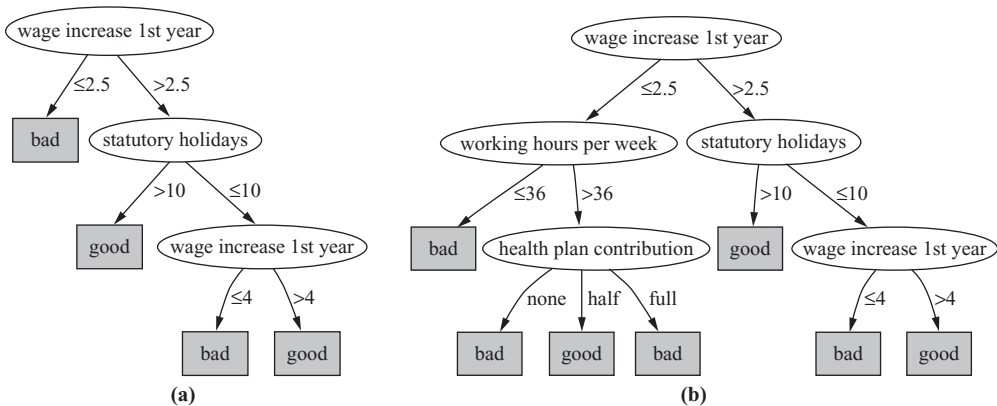 wage increase 1st year
≤2.5
>2.5
bad
statutory holidays
>10
≤10
good
wage increase 1st year
≤4
>4
bad
good
(a)
wage increase 1st year
≤2.5
>2.5
working hours per week
statutory holidays
≤36
>36
>10
≤10
bad
health plan contribution
good
wage increase 1st year
none
half
full
≤4
>4
bad
good
bad
bad
good
(b)